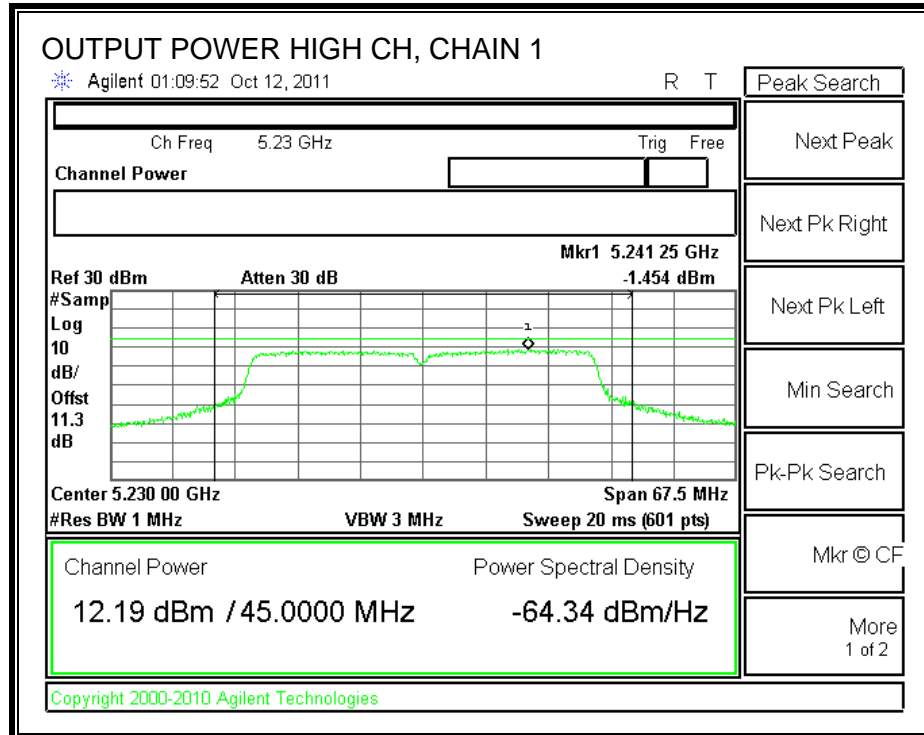 OUTPUT POWER HIGH CH, CHAIN 1
Agilent 01:09:52 Oct 12, 2011 R T
Peak Search
Ch Freq 5.23 GHz Trig Free
Channel Power
Mkr1 5.241 25 GHz
Ref 30 dBm Atten 30 dB -1.454 dBm
#Samp
Log
10
dB/
Offst
11.3
dB
1
Center 5.230 00 GHz Span 67.5 MHz
#Res BW 1 MHz VBW 3 MHz Sweep 20 ms (601 pts)
Channel Power Power Spectral Density
12.19 dBm / 45.0000 MHz -64.34 dBm/Hz
Next Peak
Next Pk Right
Next Pk Left
Min Search
Pk-Pk Search
Mkr © CF
More
1 of 2
Copyright 2000-2010 Agilent Technologies